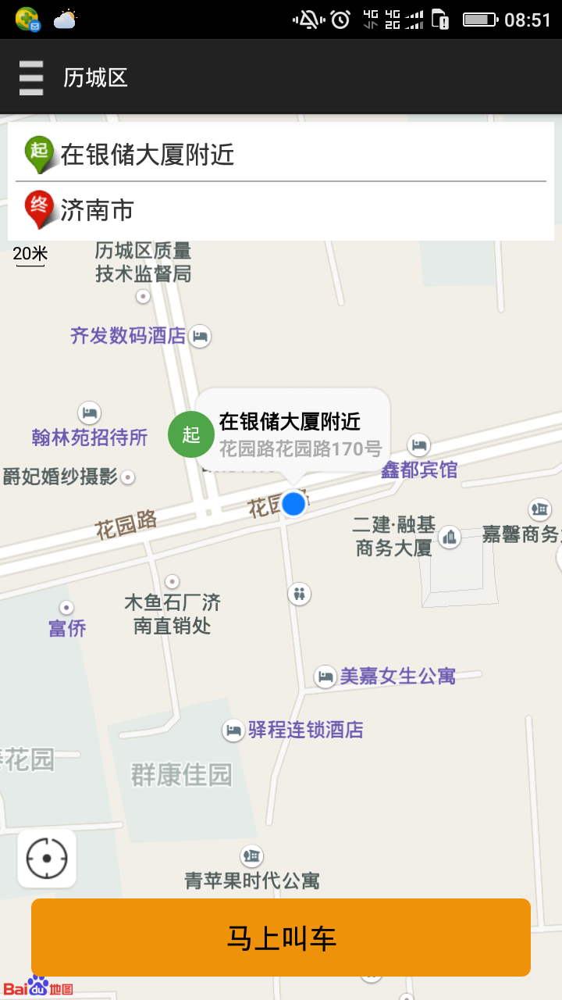 08:51
历城区
起 在银储大厦附近
终 济南市
20米
历城区质量
技术监督局
齐发数码酒店
翰林苑招待所
起
在银储大厦附近
花园路花园路170号
鑫都宾馆
爵妃婚纱摄影
花园路
花园路
二建·融基
商务大厦
嘉馨商务
木鱼石厂济
南直销处
富侨
美嘉女生公寓
驿程连锁酒店
花园
群康佳园
青苹果时代公寓
马上叫车
Baidu地图